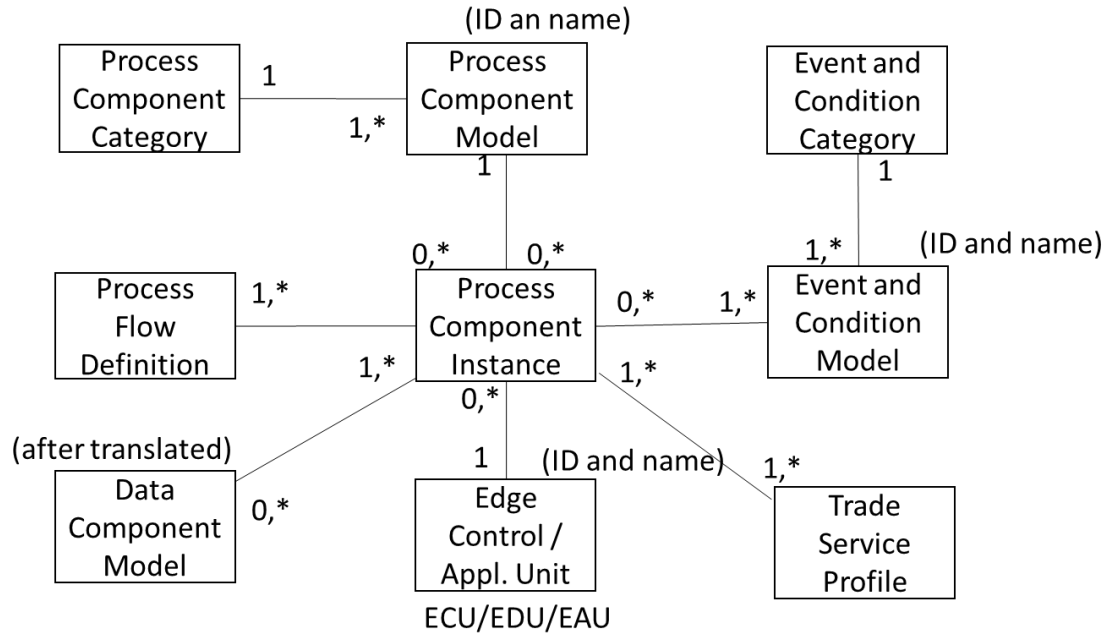 (ID an name)
Process
Component
Category
1
1,*
Process
Component
Model
1
Event and
Condition
Category
1
1,*
(ID and name)
0,*
0,*
Process
Flow
Definition
1,*
Process
Component
Instance
0,*
1,*
Event and
Condition
Model
1,*
0,*
1,*
(after translated)
Data
Component
Model
0,*
1
(ID and name)
Edge
Control /
Appl. Unit
ECU/EDU/EAU
1,*
Trade
Service
Profile